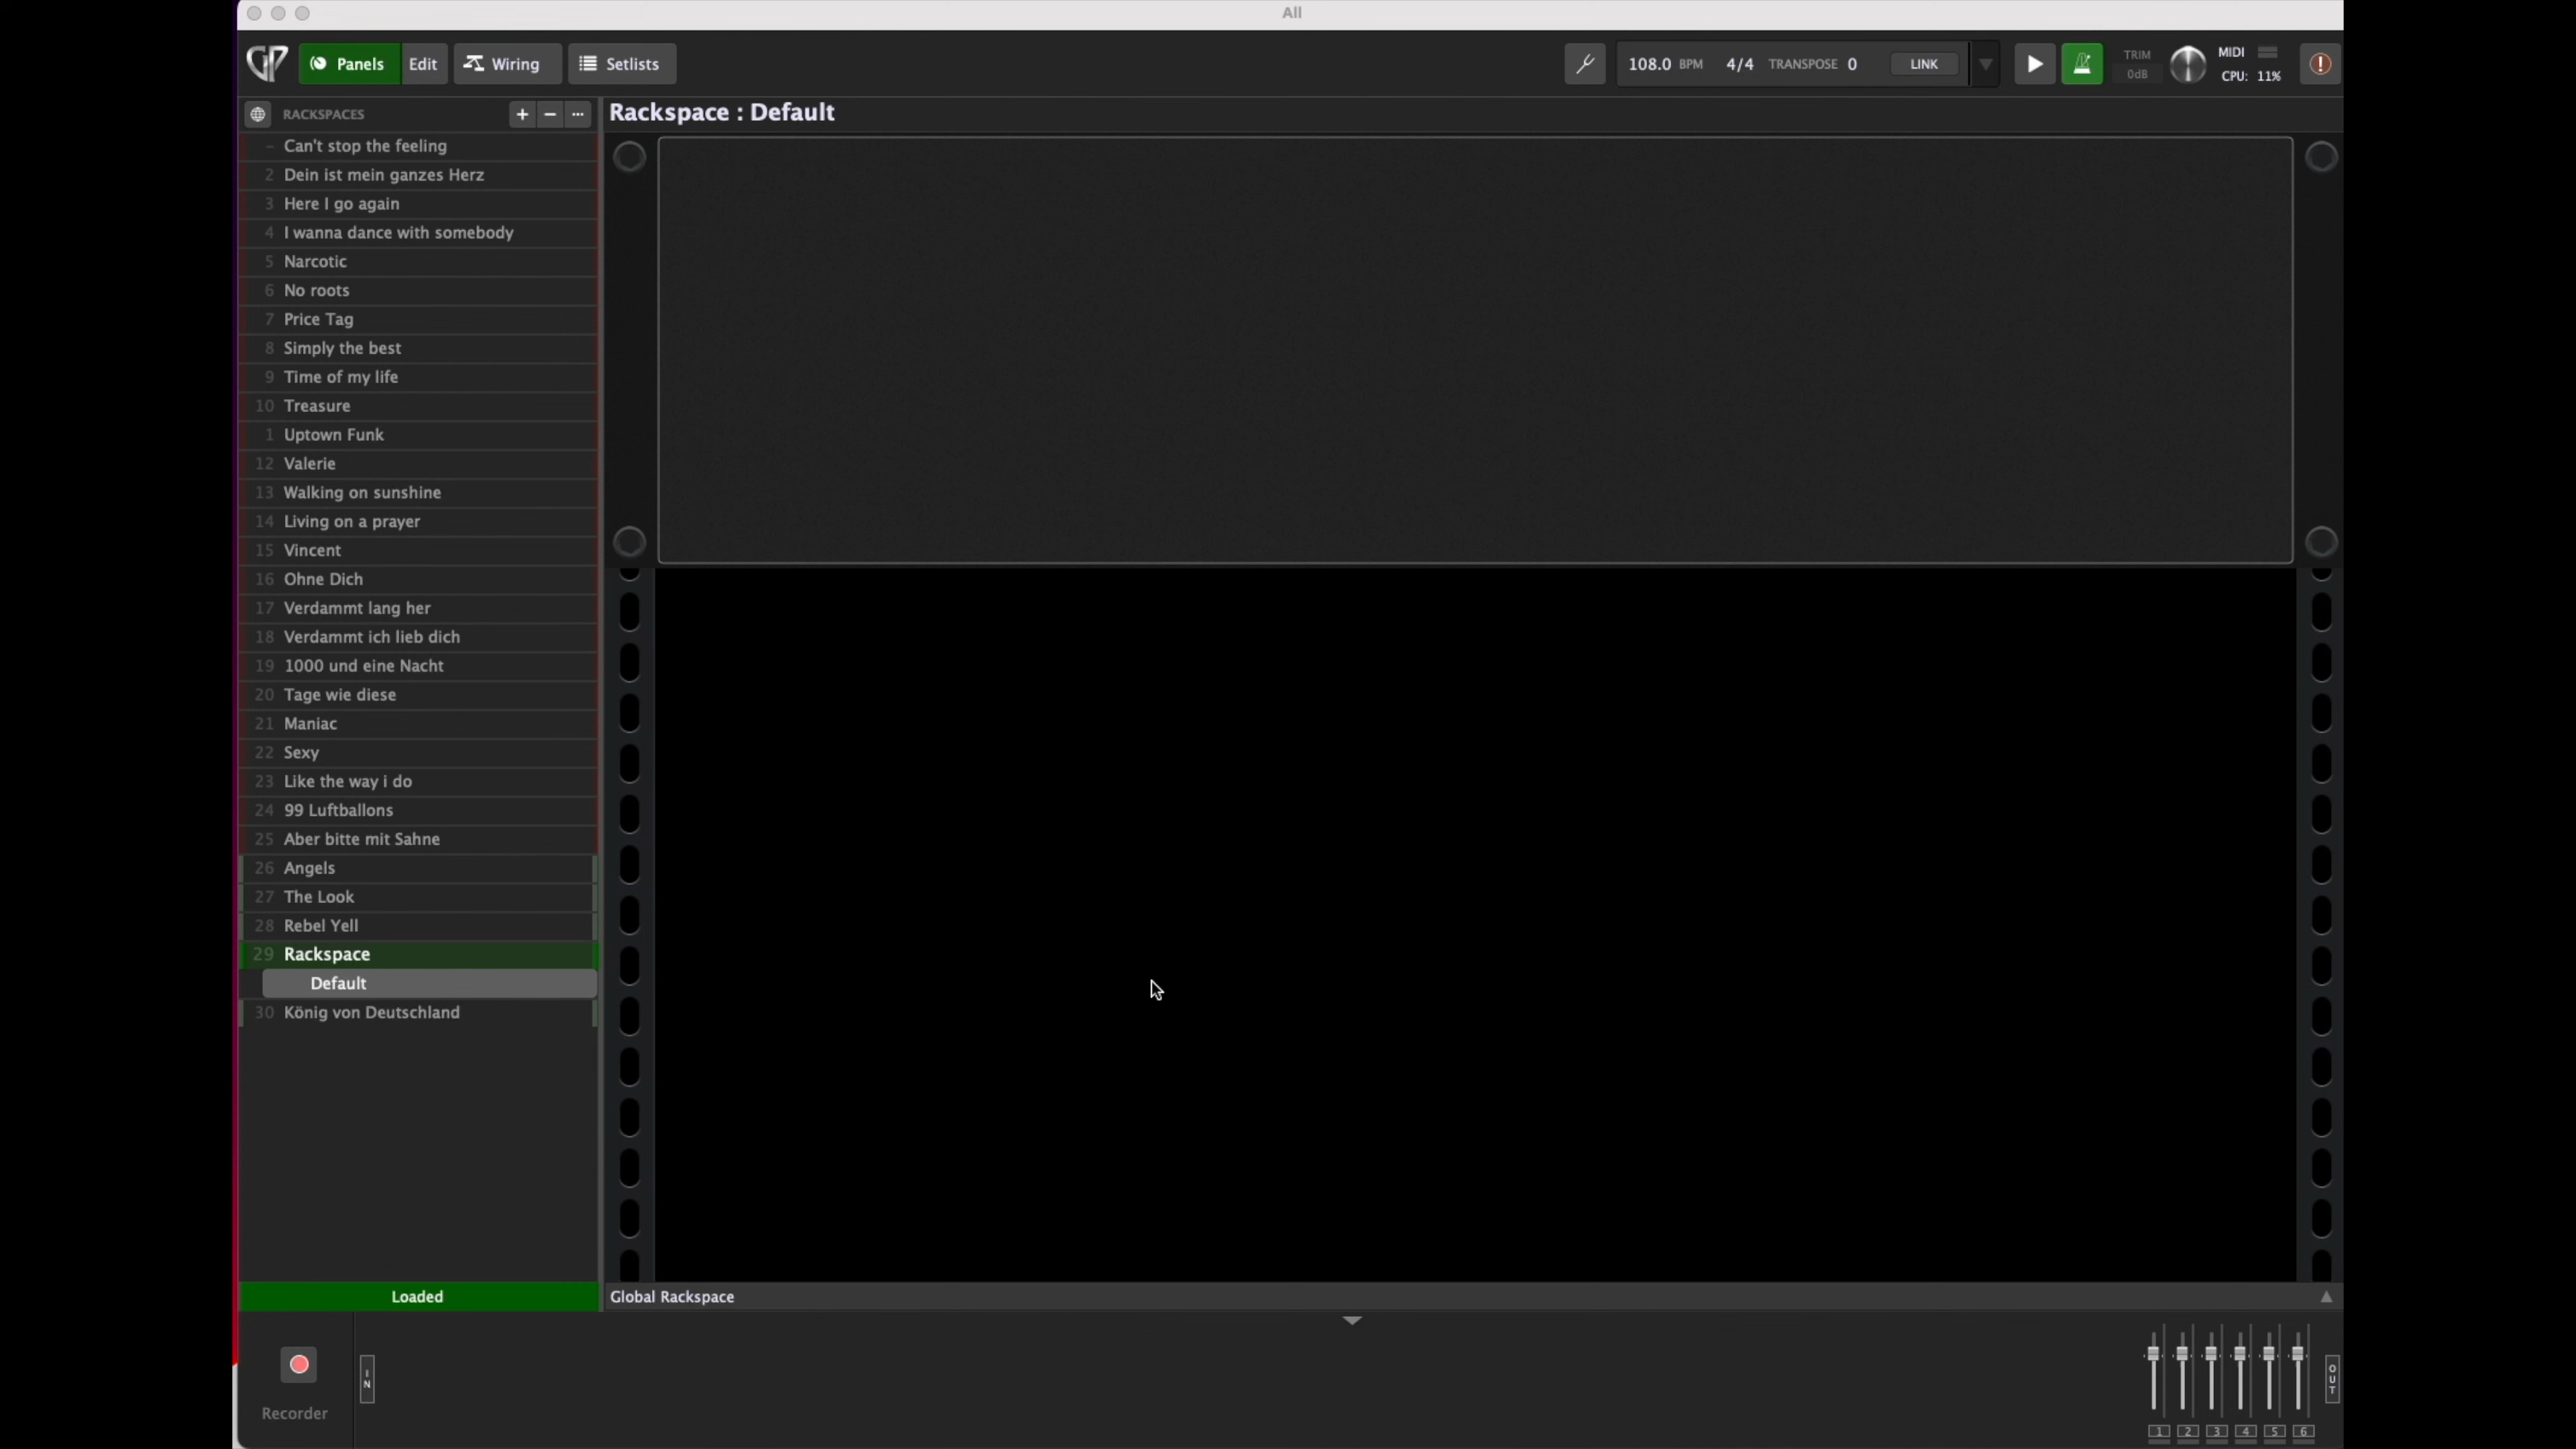 All
GP Panels Edit Wiring Setlists 108.0 BPM 4/4 TRANSPOSE 0 LINK TRIM 0dB MIDI CPU: 11%
RACKSPACES + − ...
Rackspace : Default
– Can't stop the feeling
2 Dein ist mein ganzes Herz
3 Here I go again
4 I wanna dance with somebody
5 Narcotic
6 No roots
7 Price Tag
8 Simply the best
9 Time of my life
10 Treasure
1 Uptown Funk
12 Valerie
13 Walking on sunshine
14 Living on a prayer
15 Vincent
16 Ohne Dich
17 Verdammt lang her
18 Verdammt ich lieb dich
19 1000 und eine Nacht
20 Tage wie diese
21 Maniac
22 Sexy
23 Like the way i do
24 99 Luftballons
25 Aber bitte mit Sahne
26 Angels
27 The Look
28 Rebel Yell
29 Rackspace
Default
30 König von Deutschland
Loaded
Global Rackspace
Recorder
IN
OUT
1 2 3 4 5 6